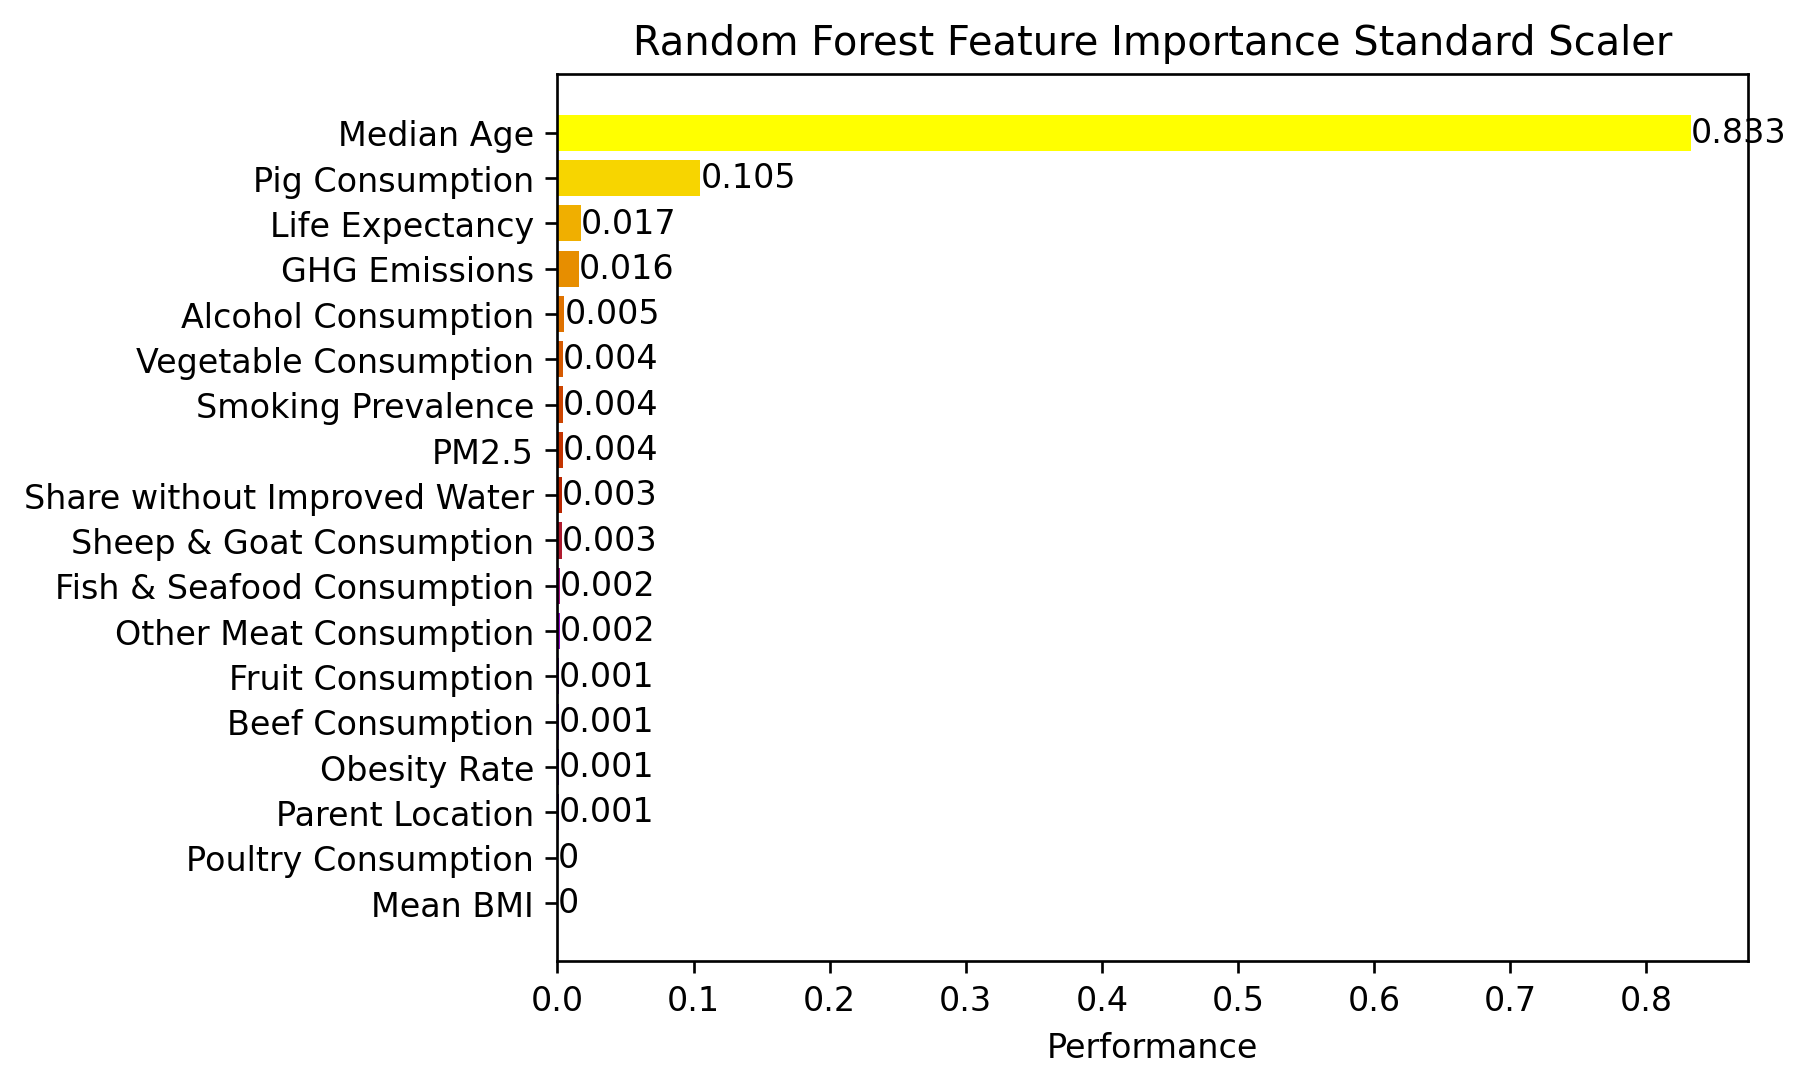 Random Forest Feature Importance Standard Scaler
Median Age 0.833
Pig Consumption 0.105
Life Expectancy 0.017
GHG Emissions 0.016
Alcohol Consumption 0.005
Vegetable Consumption 0.004
Smoking Prevalence 0.004
PM2.5 0.004
Share without Improved Water 0.003
Sheep & Goat Consumption 0.003
Fish & Seafood Consumption 0.002
Other Meat Consumption 0.002
Fruit Consumption 0.001
Beef Consumption 0.001
Obesity Rate 0.001
Parent Location 0.001
Poultry Consumption 0
Mean BMI 0
0.0 0.1 0.2 0.3 0.4 0.5 0.6 0.7 0.8
Performance